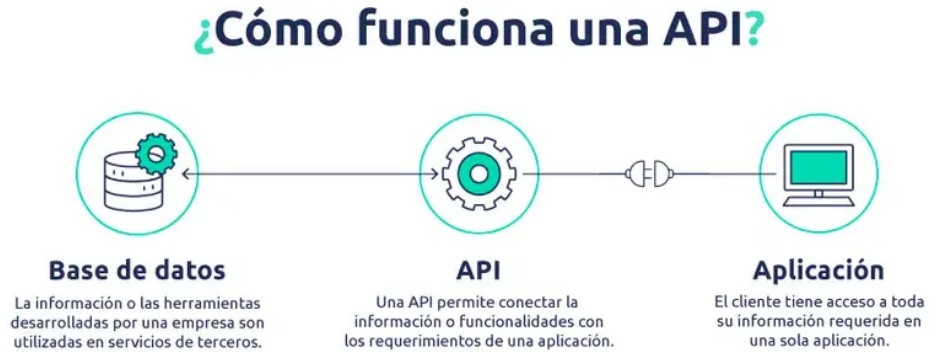 ¿Cómo funciona una API?
Base de datos
La información o las herramientas
desarrolladas por una empresa son
utilizadas en servicios de terceros.
API
Una API permite conectar la
información o funcionalidades con
los requerimientos de una aplicación.
Aplicación
El cliente tiene acceso a toda
su información requerida en
una sola aplicación.